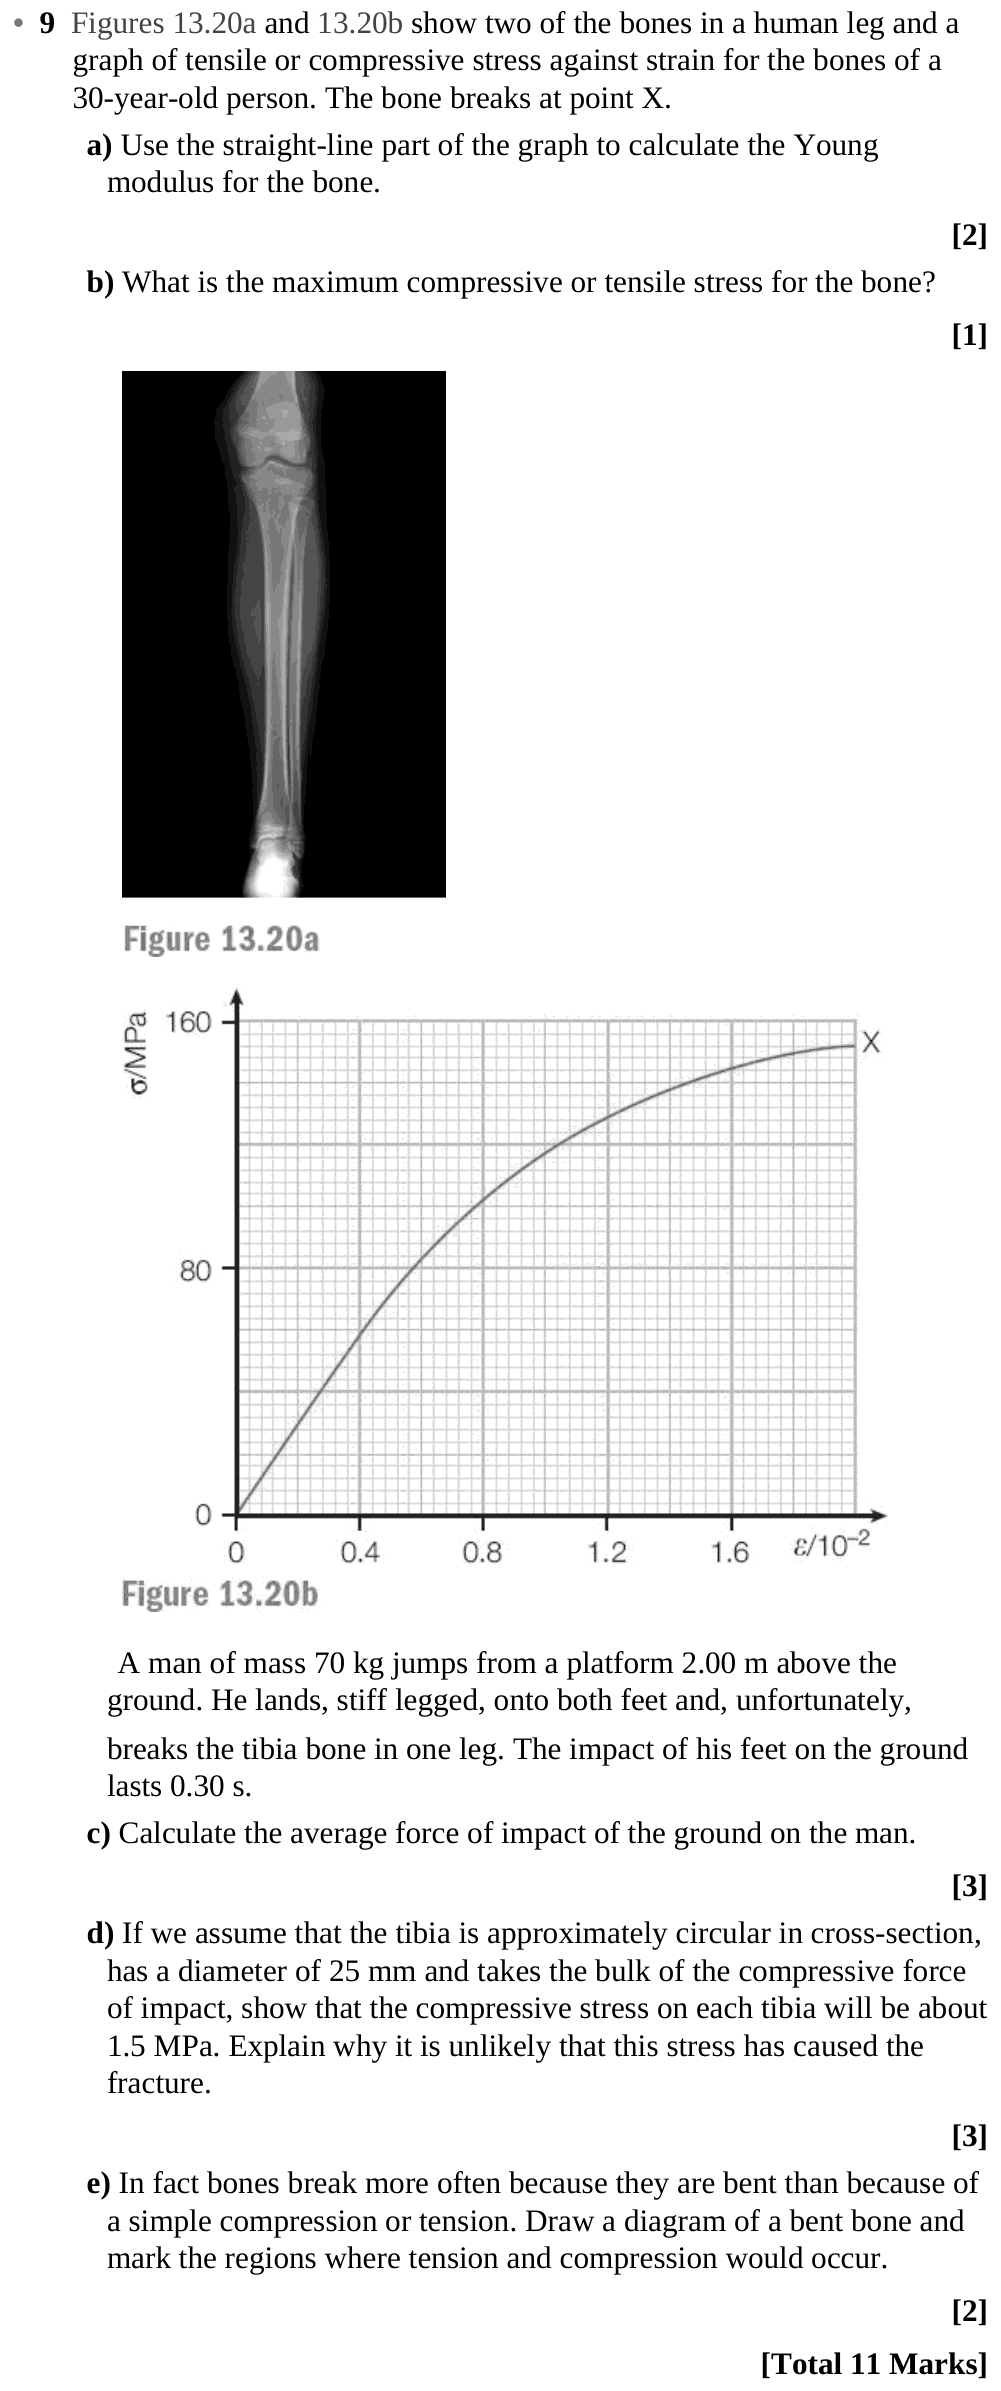 • 9 Figures 13.20a and 13.20b show two of the bones in a human leg and a
graph of tensile or compressive stress against strain for the bones of a
30-year-old person. The bone breaks at point X.
a) Use the straight-line part of the graph to calculate the Young
modulus for the bone.
[2]
b) What is the maximum compressive or tensile stress for the bone?
[1]
Figure 13.20a
σ/MPa
160
X
80
0
0 0.4 0.8 1.2 1.6 ε/10⁻²
Figure 13.20b
A man of mass 70 kg jumps from a platform 2.00 m above the
ground. He lands, stiff legged, onto both feet and, unfortunately,
breaks the tibia bone in one leg. The impact of his feet on the ground
lasts 0.30 s.
c) Calculate the average force of impact of the ground on the man.
[3]
d) If we assume that the tibia is approximately circular in cross-section,
has a diameter of 25 mm and takes the bulk of the compressive force
of impact, show that the compressive stress on each tibia will be about
1.5 MPa. Explain why it is unlikely that this stress has caused the
fracture.
[3]
e) In fact bones break more often because they are bent than because of
a simple compression or tension. Draw a diagram of a bent bone and
mark the regions where tension and compression would occur.
[2]
[Total 11 Marks]